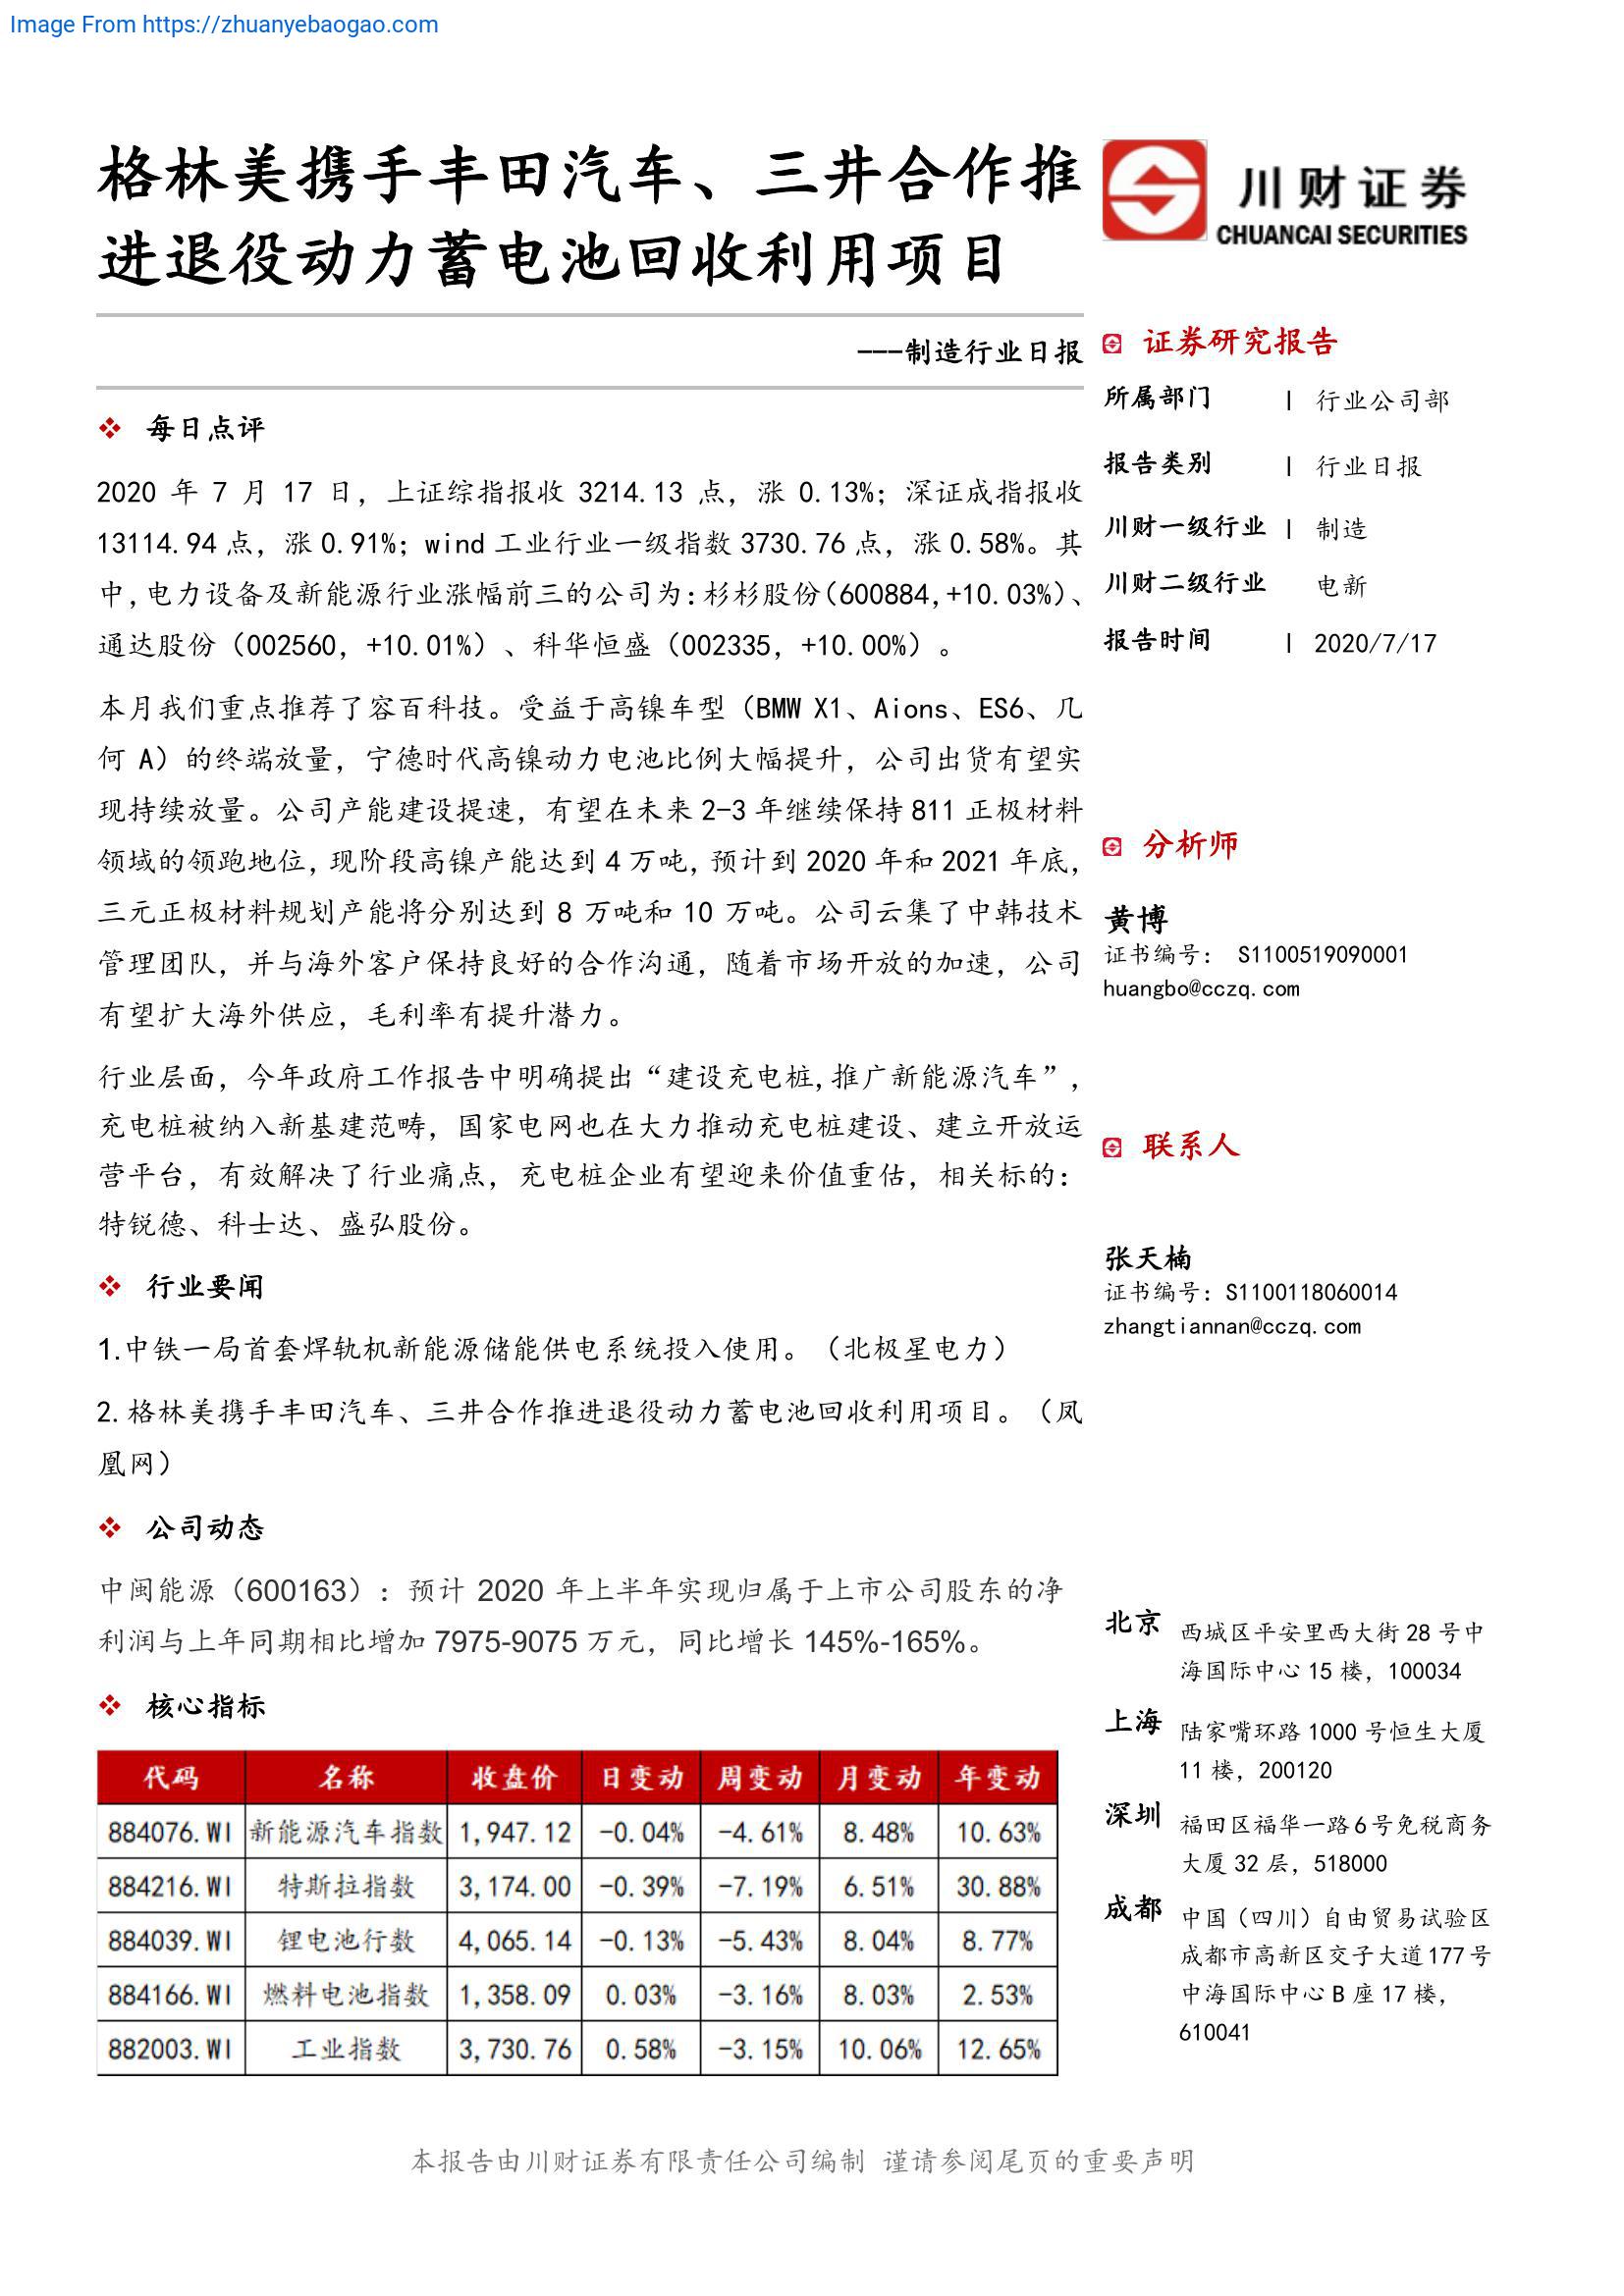 Image From https://zhuanyebaogao.com
格林美携手丰田汽车、三井合作推
进退役动力蓄电池回收利用项目
---制造行业日报
❖ 每日点评
2020 年 7 月 17 日，上证综指报收 3214.13 点，涨 0.13%；深证成指报收
13114.94 点，涨 0.91%；wind 工业行业一级指数 3730.76 点，涨 0.58%。其
中，电力设备及新能源行业涨幅前三的公司为：杉杉股份（600884，+10.03%）、
通达股份（002560，+10.01%）、科华恒盛（002335，+10.00%）。
本月我们重点推荐了容百科技。受益于高镍车型（BMW X1、Aions、ES6、几
何 A）的终端放量，宁德时代高镍动力电池比例大幅提升，公司出货有望实
现持续放量。公司产能建设提速，有望在未来 2-3 年继续保持 811 正极材料
领域的领跑地位，现阶段高镍产能达到 4 万吨，预计到 2020 年和 2021 年底，
三元正极材料规划产能将分别达到 8 万吨和 10 万吨。公司云集了中韩技术
管理团队，并与海外客户保持良好的合作沟通，随着市场开放的加速，公司
有望扩大海外供应，毛利率有提升潜力。
行业层面，今年政府工作报告中明确提出“建设充电桩,推广新能源汽车”，
充电桩被纳入新基建范畴，国家电网也在大力推动充电桩建设、建立开放运
营平台，有效解决了行业痛点，充电桩企业有望迎来价值重估，相关标的：
特锐德、科士达、盛弘股份。
❖ 行业要闻
1.中铁一局首套焊轨机新能源储能供电系统投入使用。（北极星电力）
2.格林美携手丰田汽车、三井合作推进退役动力蓄电池回收利用项目。（凤
凰网）
❖ 公司动态
中闽能源（600163）：预计 2020 年上半年实现归属于上市公司股东的净
利润与上年同期相比增加 7975-9075 万元，同比增长 145%-165%。
❖ 核心指标
代码 名称 收盘价 日变动 周变动 月变动 年变动
884076.WI 新能源汽车指数 1,947.12 -0.04% -4.61% 8.48% 10.63%
884216.WI 特斯拉指数 3,174.00 -0.39% -7.19% 6.51% 30.88%
884039.WI 锂电池行数 4,065.14 -0.13% -5.43% 8.04% 8.77%
884166.WI 燃料电池指数 1,358.09 0.03% -3.16% 8.03% 2.53%
882003.WI 工业指数 3,730.76 0.58% -3.15% 10.06% 12.65%
川财证券
CHUANCAI SECURITIES
证券研究报告
所属部门 | 行业公司部
报告类别 | 行业日报
川财一级行业 | 制造
川财二级行业 电新
报告时间 | 2020/7/17
分析师
黄博
证书编号： S1100519090001
huangbo@cczq.com
联系人
张天楠
证书编号：S1100118060014
zhangtiannan@cczq.com
北京 西城区平安里西大街 28 号中
海国际中心 15 楼，100034
上海 陆家嘴环路 1000 号恒生大厦
11 楼，200120
深圳 福田区福华一路 6 号免税商务
大厦 32 层，518000
成都 中国（四川）自由贸易试验区
成都市高新区交子大道 177 号
中海国际中心 B 座 17 楼，
610041
本报告由川财证券有限责任公司编制 谨请参阅尾页的重要声明